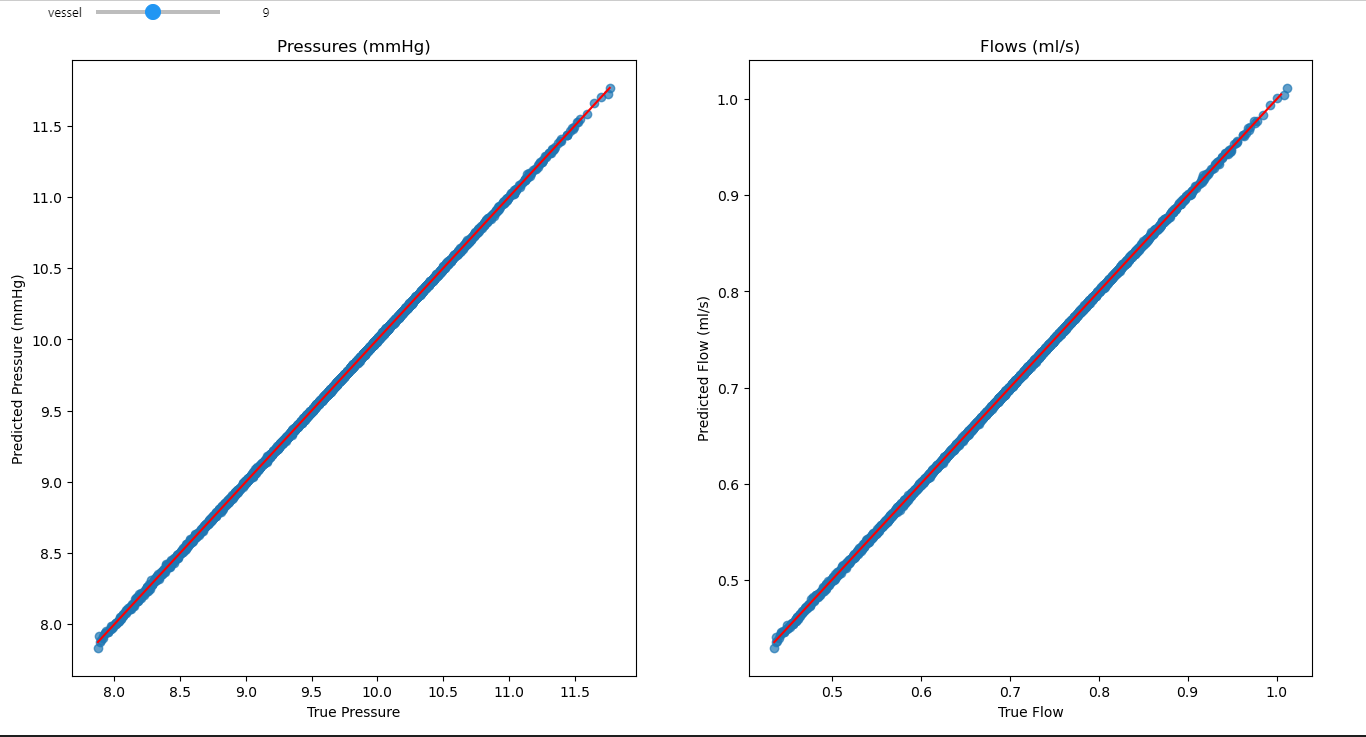 vessel 9
Pressures (mmHg)
Predicted Pressure (mmHg)
11.5
11.0
10.5
10.0
9.5
9.0
8.5
8.0
8.0 8.5 9.0 9.5 10.0 10.5 11.0 11.5
True Pressure
Flows (ml/s)
Predicted Flow (ml/s)
1.0
0.9
0.8
0.7
0.6
0.5
0.5 0.6 0.7 0.8 0.9 1.0
True Flow